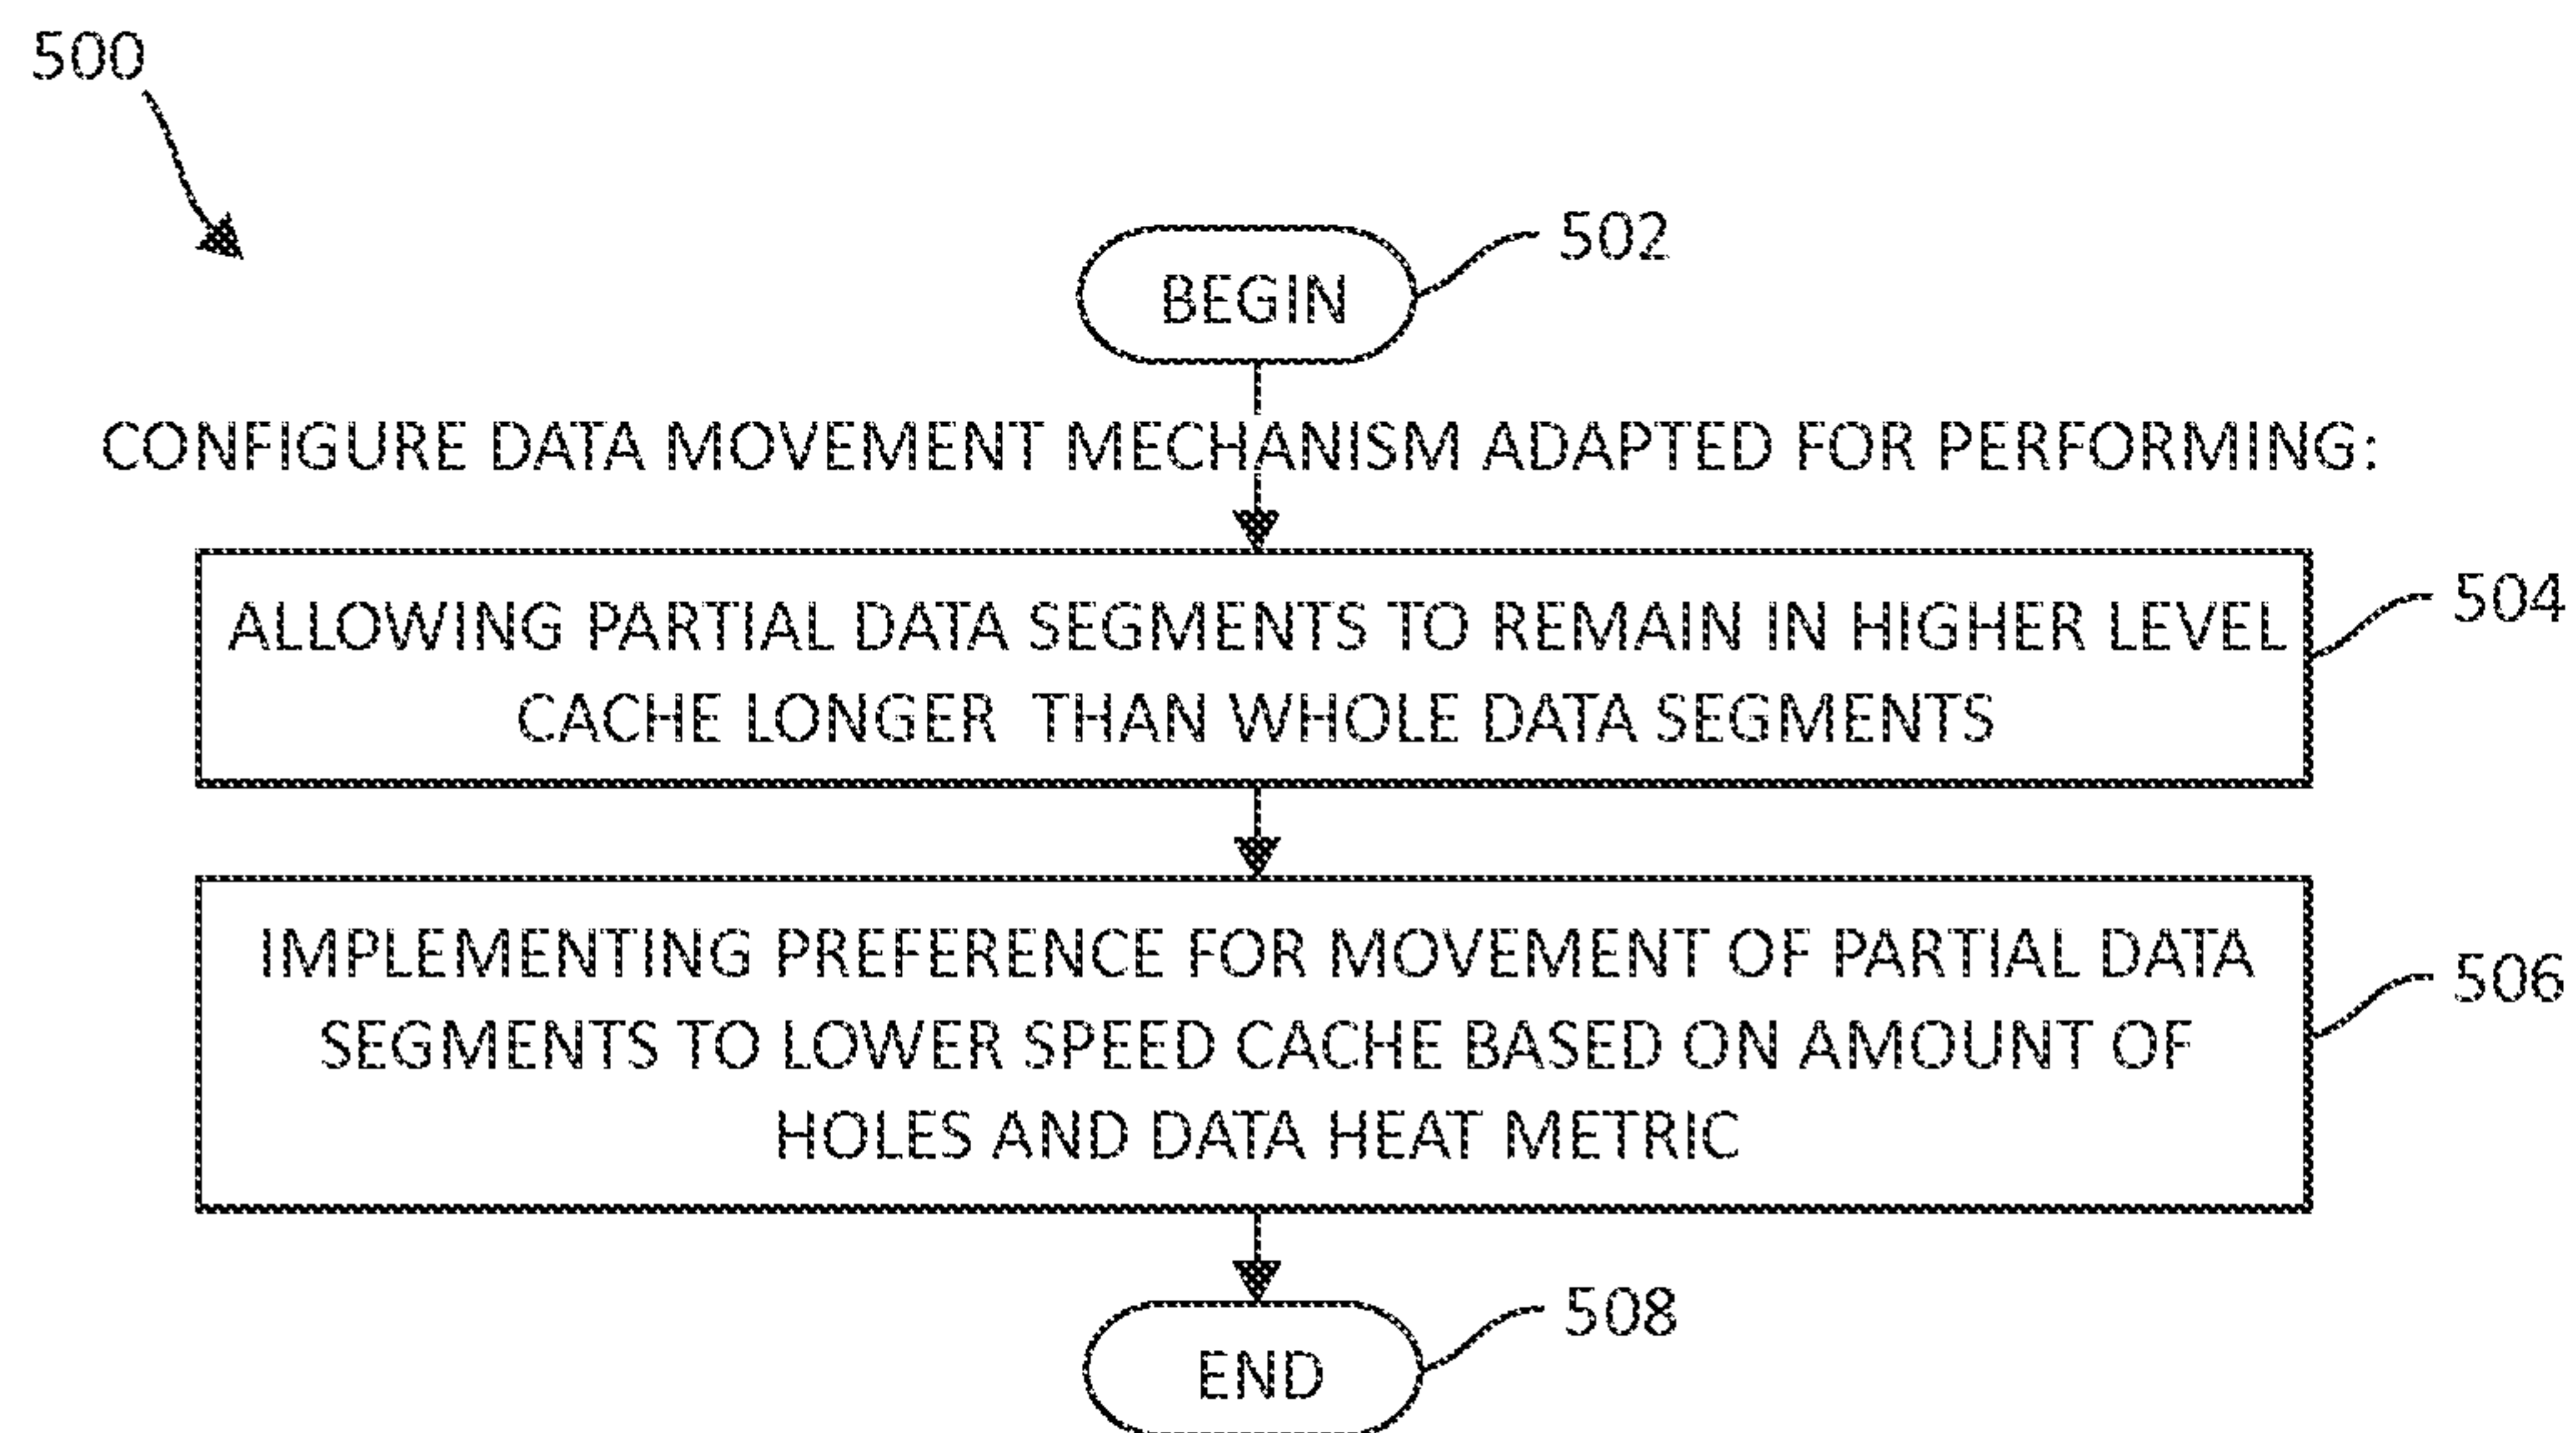 500
502
BEGIN
CONFIGURE DATA MOVEMENT MECHANISM ADAPTED FOR PERFORMING:
504
ALLOWING PARTIAL DATA SEGMENTS TO REMAIN IN HIGHER LEVEL
CACHE LONGER THAN WHOLE DATA SEGMENTS
506
IMPLEMENTING PREFERENCE FOR MOVEMENT OF PARTIAL DATA
SEGMENTS TO LOWER SPEED CACHE BASED ON AMOUNT OF
HOLES AND DATA HEAT METRIC
508
END